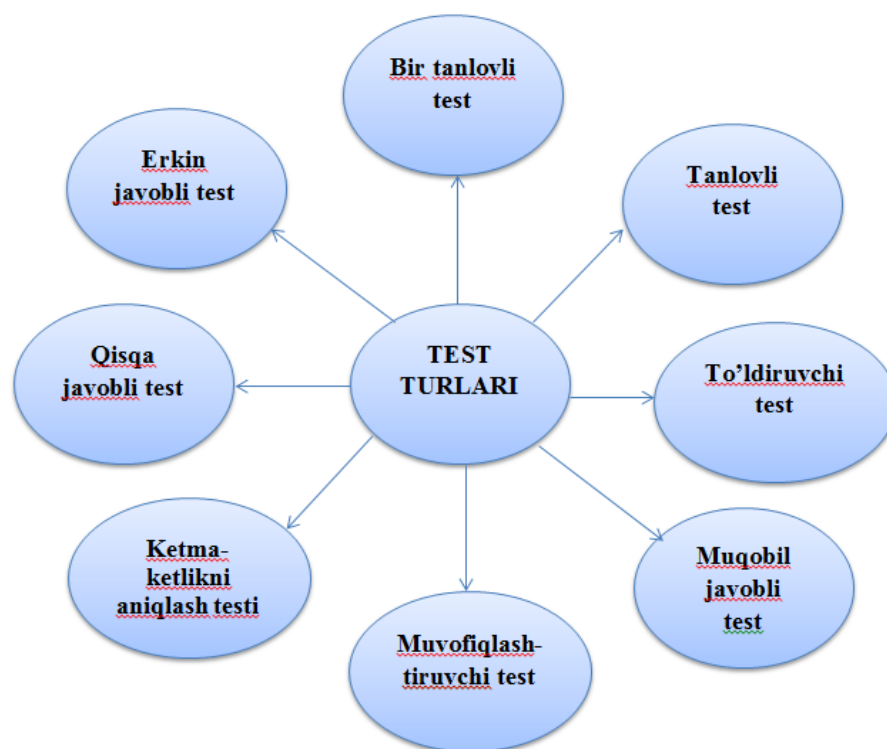 Bir tanlovli
test
Erkin
javobli test
Tanlovli
test
Qisqa
javobli test
TEST
TURLARI
To’ldiruvchi
test
Ketma-
ketlikni
aniqlash testi
Muqobil
javobli
test
Muvofiqlash-
tiruvchi test